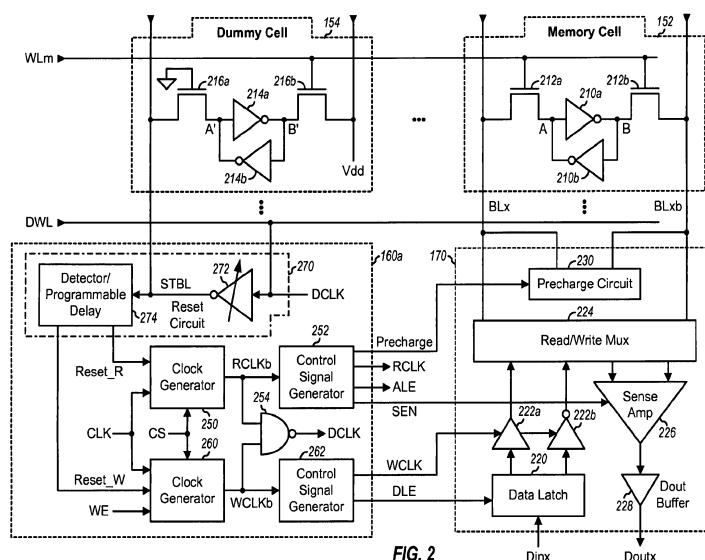 Dummy Cell
154
Memory Cell
152
WLm
216a
216b
212a
212b
214a
210a
A'
B'
A
B
...
214b
Vdd
210b
BLx
BLxb
DWL
160a
170
270
272
230
Detector/
Programmable
Delay
STBL
Reset
Circuit
DCLK
Precharge Circuit
274
224
252
Precharge
Read/Write Mux
Reset_R
Clock
Generator
RCLKb
Control
Signal
Generator
RCLK
ALE
254
SEN
Sense
Amp
250
222a
222b
CLK
CS
DCLK
226
260
262
WCLK
220
Reset_W
Clock
Generator
Control
Signal
Generator
Data Latch
Dout
Buffer
228
WE
WCLKb
DLE
FIG. 2
Dinx
Doutx